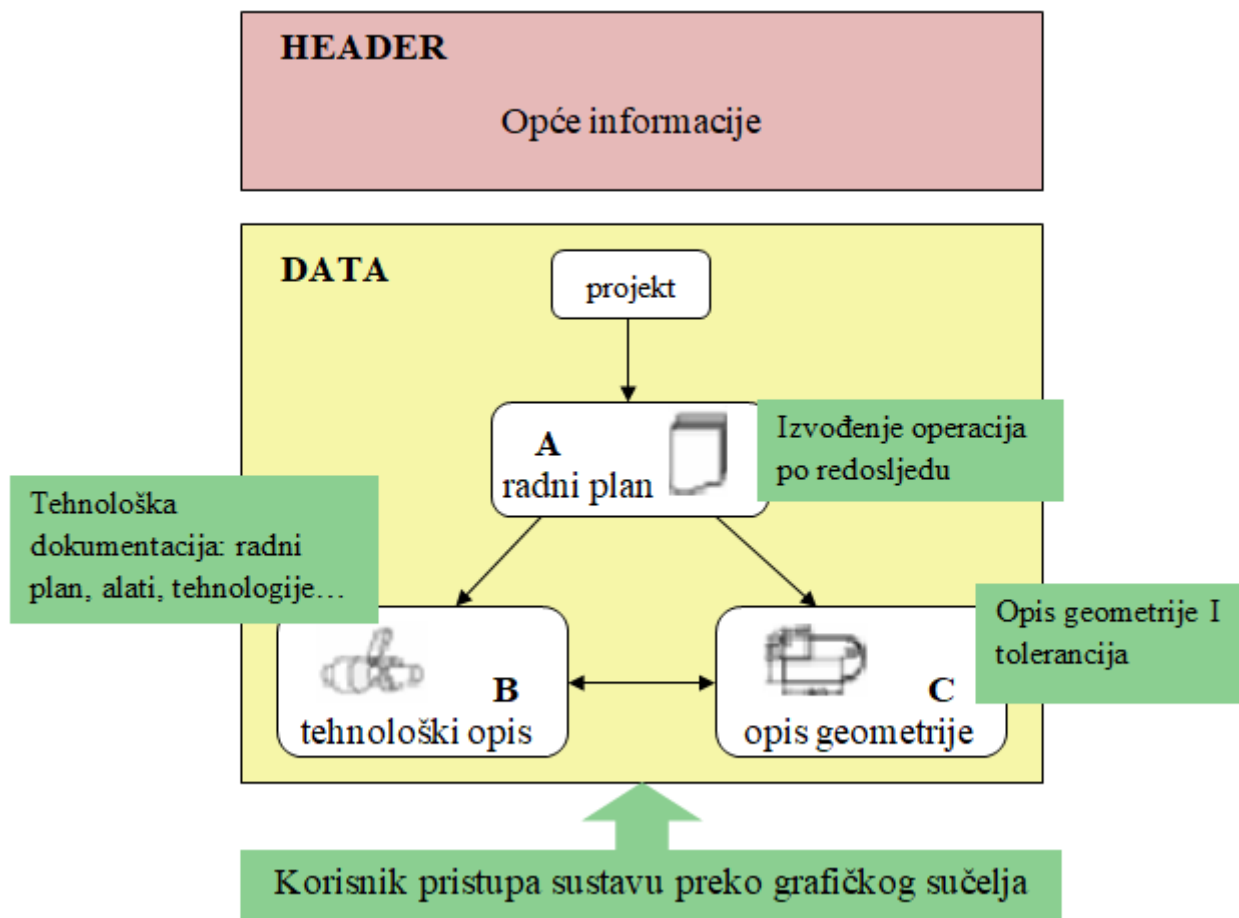 HEADER
Opće informacije
DATA
projekt
A
radni plan
Izvođenje operacija
po redosljedu
Tehnološka
dokumentacija: radni
plan, alati, tehnologije…
B
tehnološki opis
C
opis geometrije
Opis geometrije I
tolerancija
Korisnik pristupa sustavu preko grafičkog sučelja